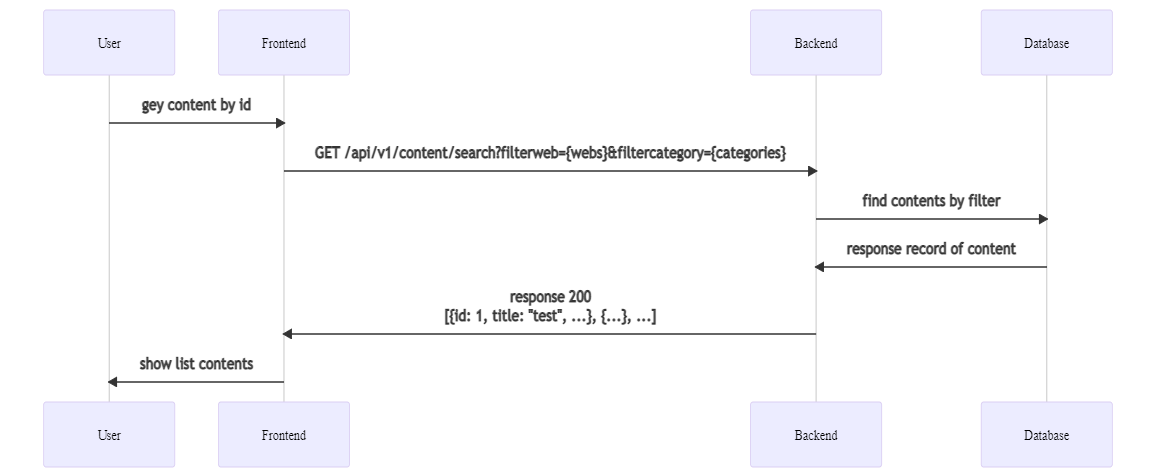 User
Frontend
Backend
Database
gey content by id
GET /api/v1/content/search?filterweb={webs}&filtercategory={categories}
find contents by filter
response record of content
response 200
[{id: 1, title: "test", ...}, {...}, ...]
show list contents
User
Frontend
Backend
Database